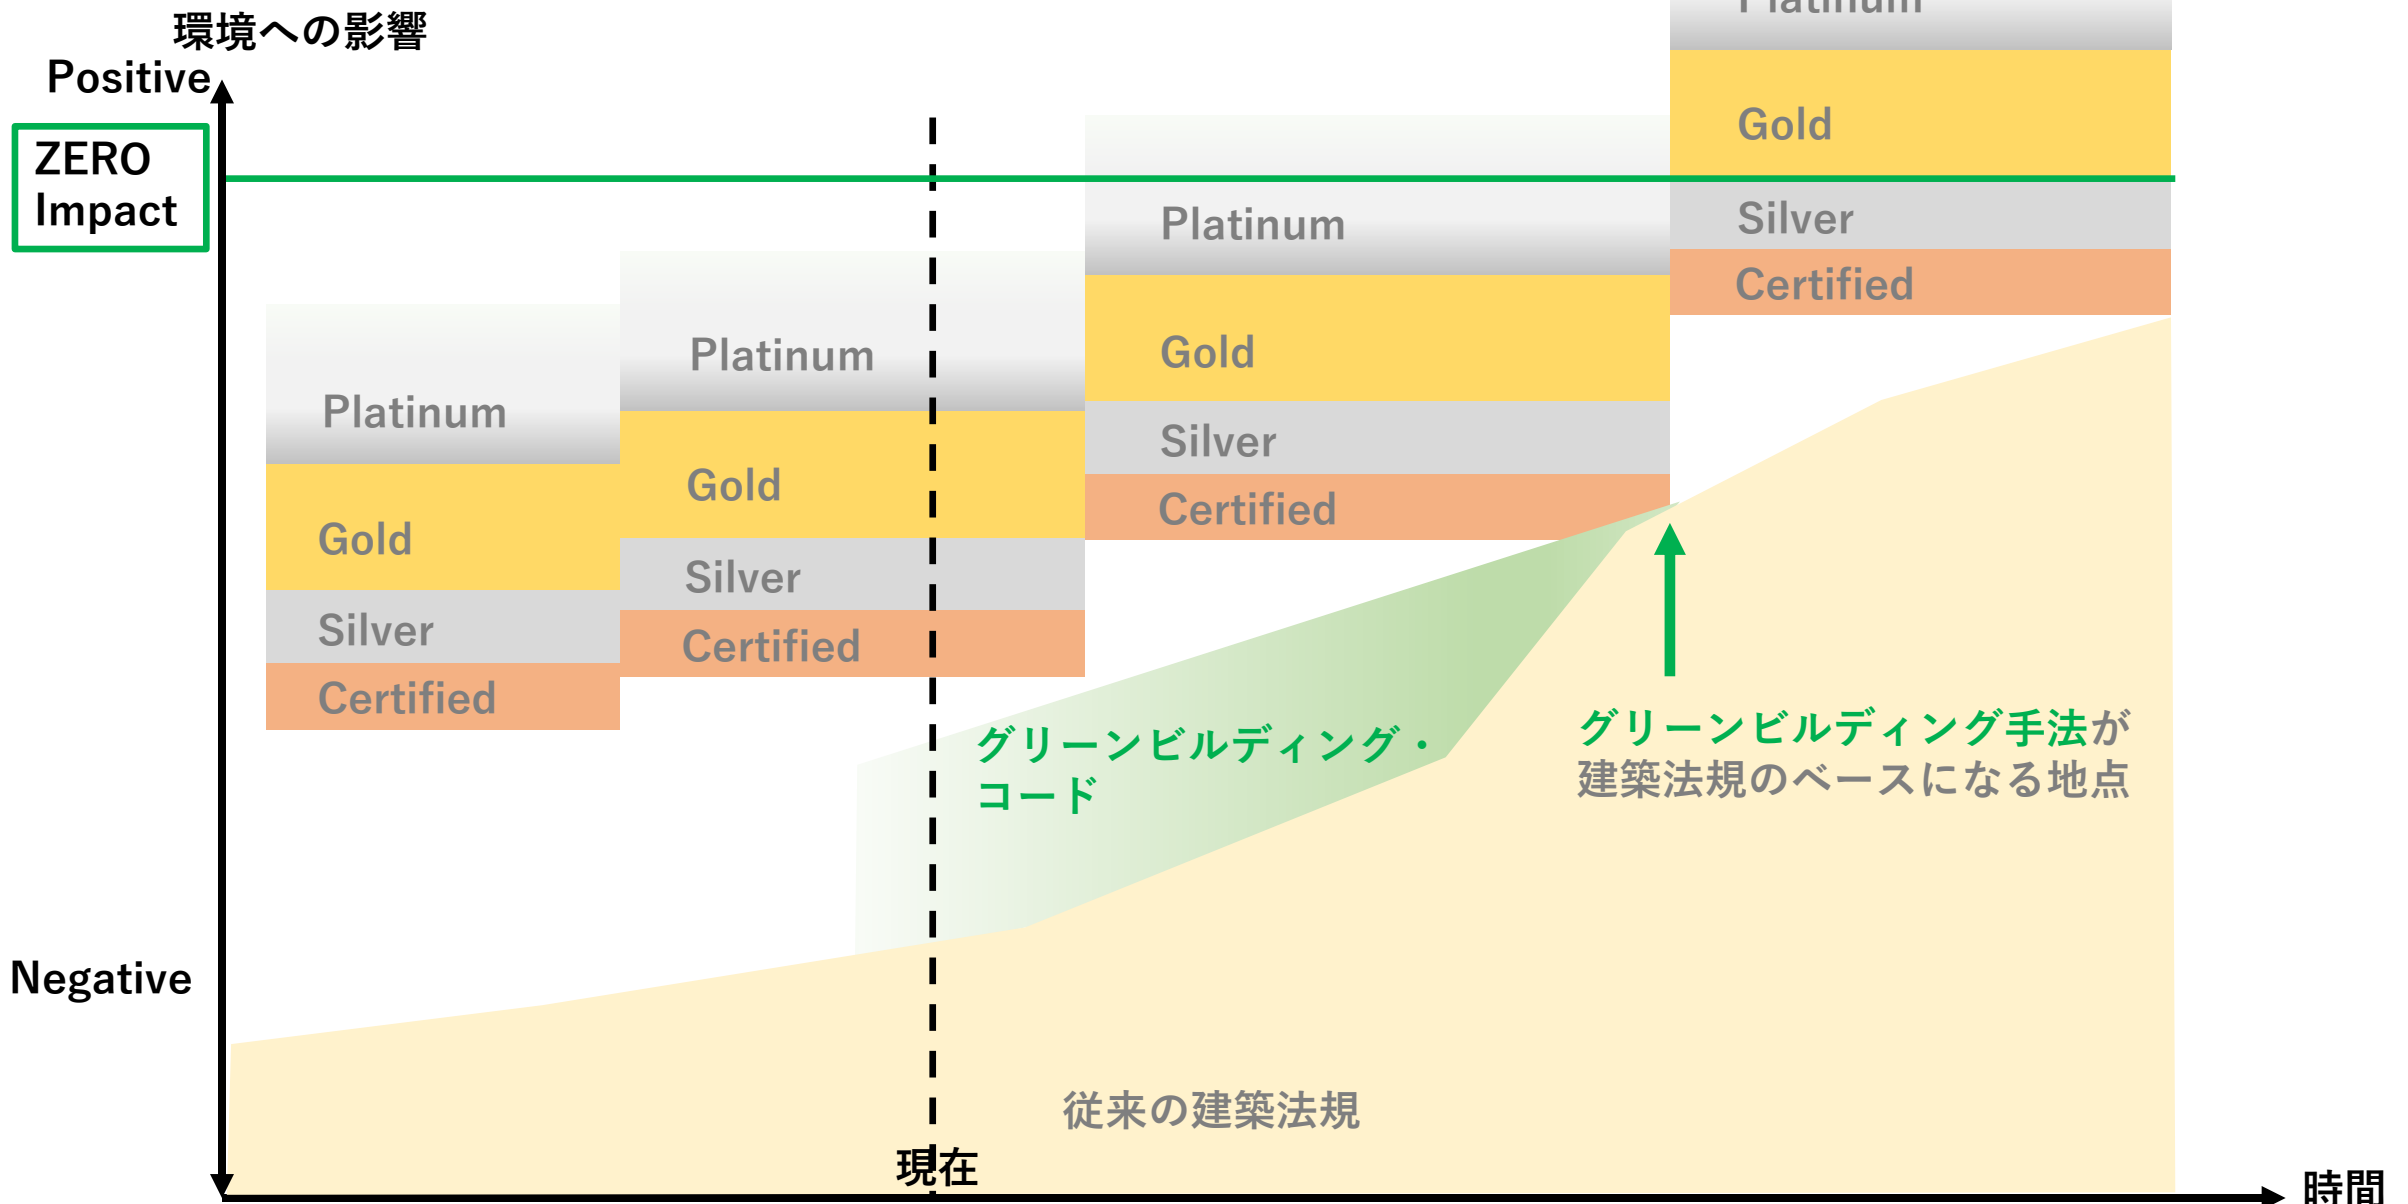 環境への影響
Positive
ZERO
Impact
Negative
Platinum
Gold
Silver
Certified
Platinum
Gold
Silver
Certified
Platinum
Gold
Silver
Certified
Platinum
Gold
Silver
Certified
グリーンビルディング・
コード
グリーンビルディング手法が
建築法規のベースになる地点
従来の建築法規
現在
時間